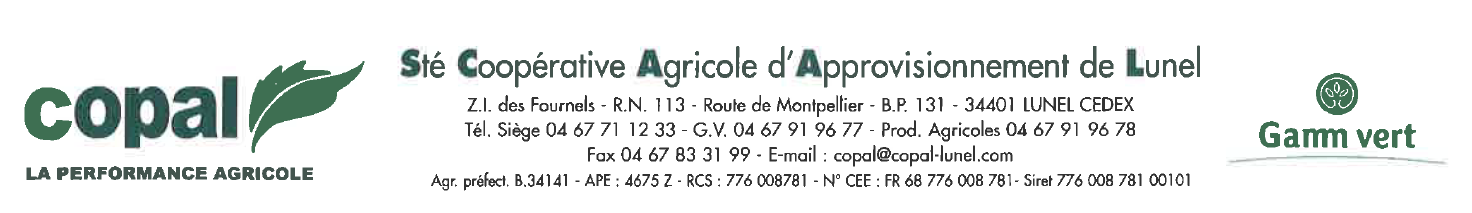 copal
LA PERFORMANCE AGRICOLE
Sté Coopérative Agricole d'Approvisionnement de Lunel
Z.I. des Fournels - R.N. 113 - Route de Montpellier - B.P. 131 - 34401 LUNEL CEDEX
Tél. Siège 04 67 71 12 33 - G.V. 04 67 91 96 77 - Prod. Agricoles 04 67 91 96 78
Fax 04 67 83 31 99 - E-mail : copal@copal-lunel.com
Agr. préfect. B.34141 - APE : 4675 Z - RCS : 776 008781 - N° CEE : FR 68 776 008 781- Siret 776 008 781 00101
Gamm vert